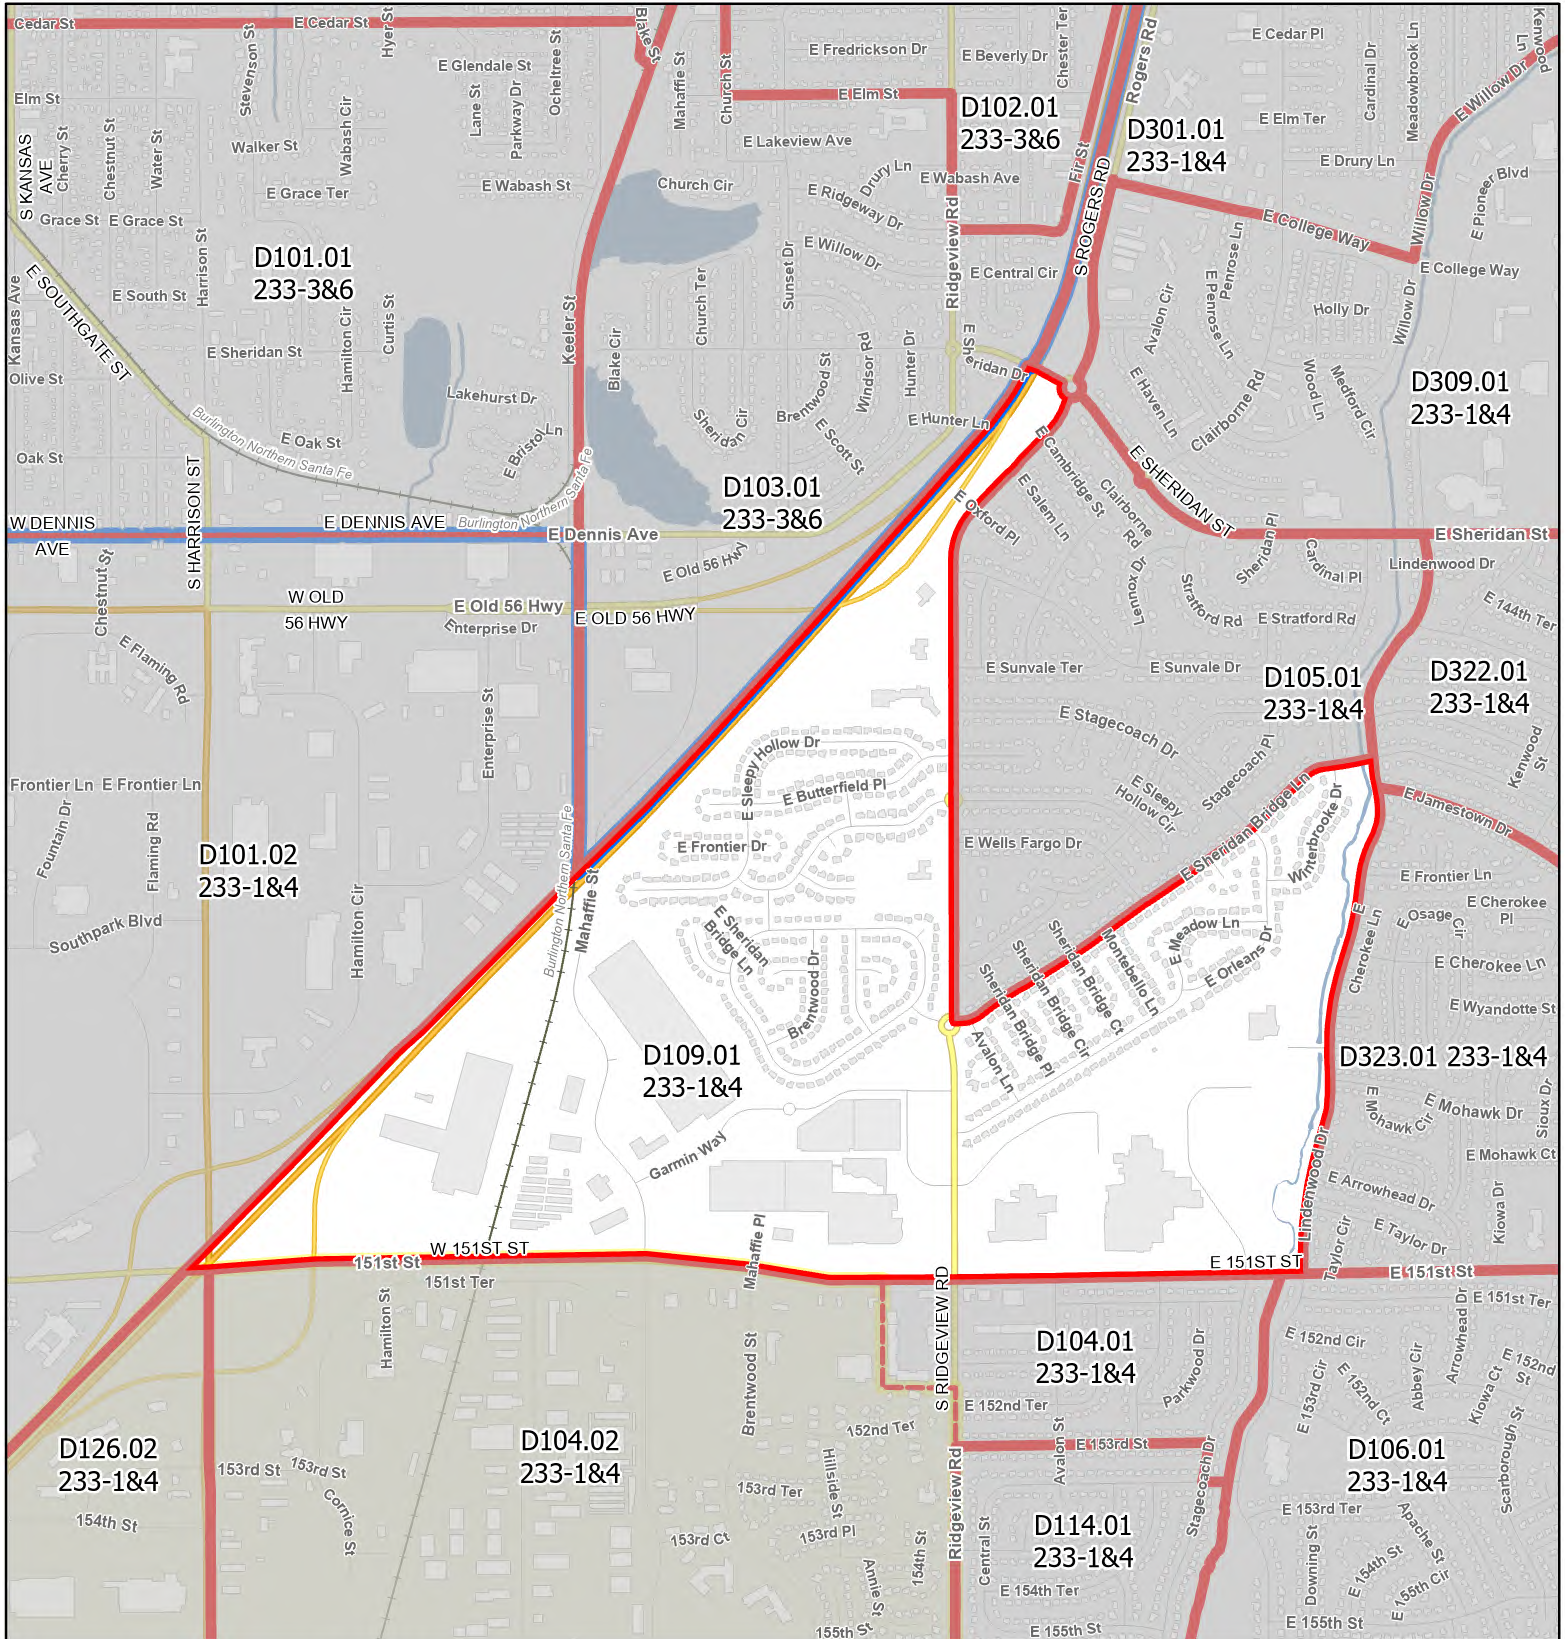 Cedar St
E Cedar St
Hyer St
Stevenson St
Blake St
Mahaffie St
Church St
E Fredrickson Dr
E Beverly Dr
Chester Ter
Rogers Rd
E Cedar Pl
Cardinal Dr
Meadowbrook Ln
Kenwood
Ln
E Willow Dr
E Glendale St
Ocheltree St
Lane St
Parkway Dr
Elm St
E Elm St
D102.01
233-3&6
D301.01
233-1&4
E Elm Ter
S KANSAS
AVE
Cherry St
Chestnut St
Water St
Walker St
Wabash Cir
E Lakeview Ave
Drury Ln
E Wabash Ave
Fir St
S ROGERS RD
E Drury Ln
E Pioneer Blvd
E Grace Ter
E Wabash St
Church Cir
E Ridgeway Dr
Ridgeview Rd
Willow Dr
Grace St
E Grace St
Harrison St
E College Way
E College Way
D101.01
233-3&6
E Willow Dr
Sunset Dr
E Central Cir
Penrose Ln
E Penrose Ln
E SOUTHGATE ST
E South St
Kansas Ave
Hamilton Cir
Curtis St
Keeler St
Blake Cir
Church Ter
Avalon Cir
Holly Dr
Willow Dr
E Sheridan St
Olive St
Lakehurst Dr
Brentwood St
Windsor Rd
Hunter Dr
E Sheridan Dr
E Haven Ln
Clairborne Rd
Wood Ln
Medford Cir
D309.01
233-1&4
Burlington Northern Santa Fe
E Oak St
Oak St
E Bristol Ln
Sheridan Cir
E Scott St
E Hunter Ln
E Cambridge St
E SHERIDAN ST
S HARRISON ST
Burlington Northern Santa Fe
D103.01
233-3&6
E Oxford Pl
E Salem Ln
Clairborne
Rd
W DENNIS
AVE
E DENNIS AVE
E Dennis Ave
Sheridan Pl
E Sheridan St
Cardinal Pl
Lindenwood Dr
Chestnut St
E Old 56 Hwy
Lennox Dr
Stratford Rd
E Stratford Rd
E 144th Ter
W OLD
56 HWY
E Old 56 Hwy
E OLD 56 HWY
Enterprise Dr
E Flaming Rd
E Sunvale Ter
E Sunvale Dr
D105.01
233-1&4
D322.01
233-1&4
Enterprise St
E Stagecoach Dr
Stagecoach Pl
Kenwood
St
E Sleepy Hollow Dr
E Butterfield Pl
E Sleepy
Hollow Cir
Frontier Ln
E Frontier Ln
Fountain Dr
Flaming Rd
E Frontier Dr
E Wells Fargo Dr
E Sheridan Bridge Ln
Winterbrooke Dr
E Jamestown Dr
D101.02
233-1&4
Burlington Northern Santa Fe
Mahaffie St
E Frontier Ln
E Cherokee
Pl
E Osage Cir
Southpark Blvd
Hamilton Cir
E Sheridan
Bridge Ln
Brentwood Dr
E Meadow Ln
E Orleans Dr
Montebello Ln
Sheridan Bridge Ct
Sheridan Bridge Cir
Sheridan Bridge Pl
Avalon Ln
E
Cherokee Ln
E Cherokee Ln
E Wyandotte St
D109.01
233-1&4
D323.01 233-1&4
E Mohawk Cir
E Mohawk Dr
Sioux Dr
E Mohawk Ct
Garmin Way
Lindenwood Dr
E Arrowhead Dr
Kiowa Dr
Mahaffie Pl
Taylor Cir
E Taylor Dr
W 151ST ST
151st St
151st Ter
E 151ST ST
E 151st St
S RIDGEVIEW RD
Hamilton St
Brentwood St
D104.01
233-1&4
Parkwood Dr
E 152nd Cir
E 153rd Cir
E 152nd Ct
Abbey Cir
Arrowhead Dr
E 151st Ter
E 152nd
St
Kiowa Ct
E 152nd Ter
152nd Ter
D126.02
233-1&4
D104.02
233-1&4
E 153rd St
Avalon St
Stagecoach Dr
D106.01
233-1&4
Scarborough St
153rd St
153rd St
Cornice St
Hillside St
153rd Ter
Ridgeview Rd
154th St
153rd Ct
153rd Pl
D114.01
233-1&4
Central St
E 153rd Ter
Apache St
Downing St
E 154th St
E 155th Cir
Annie St
154th St
E 154th Ter
155th St
E 155th St
E 155th St